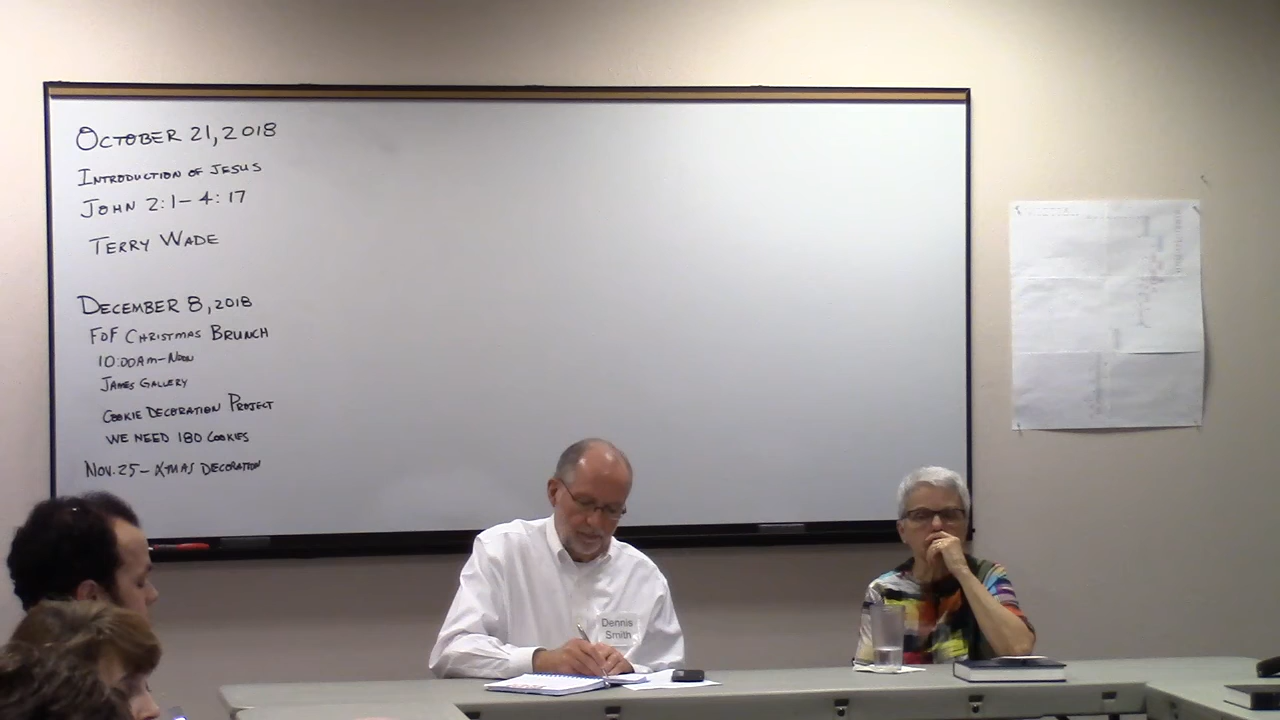 OCTOBER 21, 2018
INTRODUCTION OF JESUS
JOHN 2:1-4:17
TERRY WADE
DECEMBER 8, 2018
FOF CHRISTMAS BRUNCH
10:00AM-NOON
JAMES GALLERY
COOKIE DECORATION PROJECT
WE NEED 180 COOKIES
NOV. 25- XMAS DECORATION
Dennis
Smith